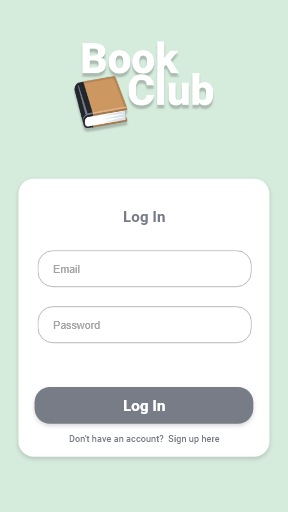 Book
Club
Log In
Email
Password
Log In
Don't have an account? Sign up here